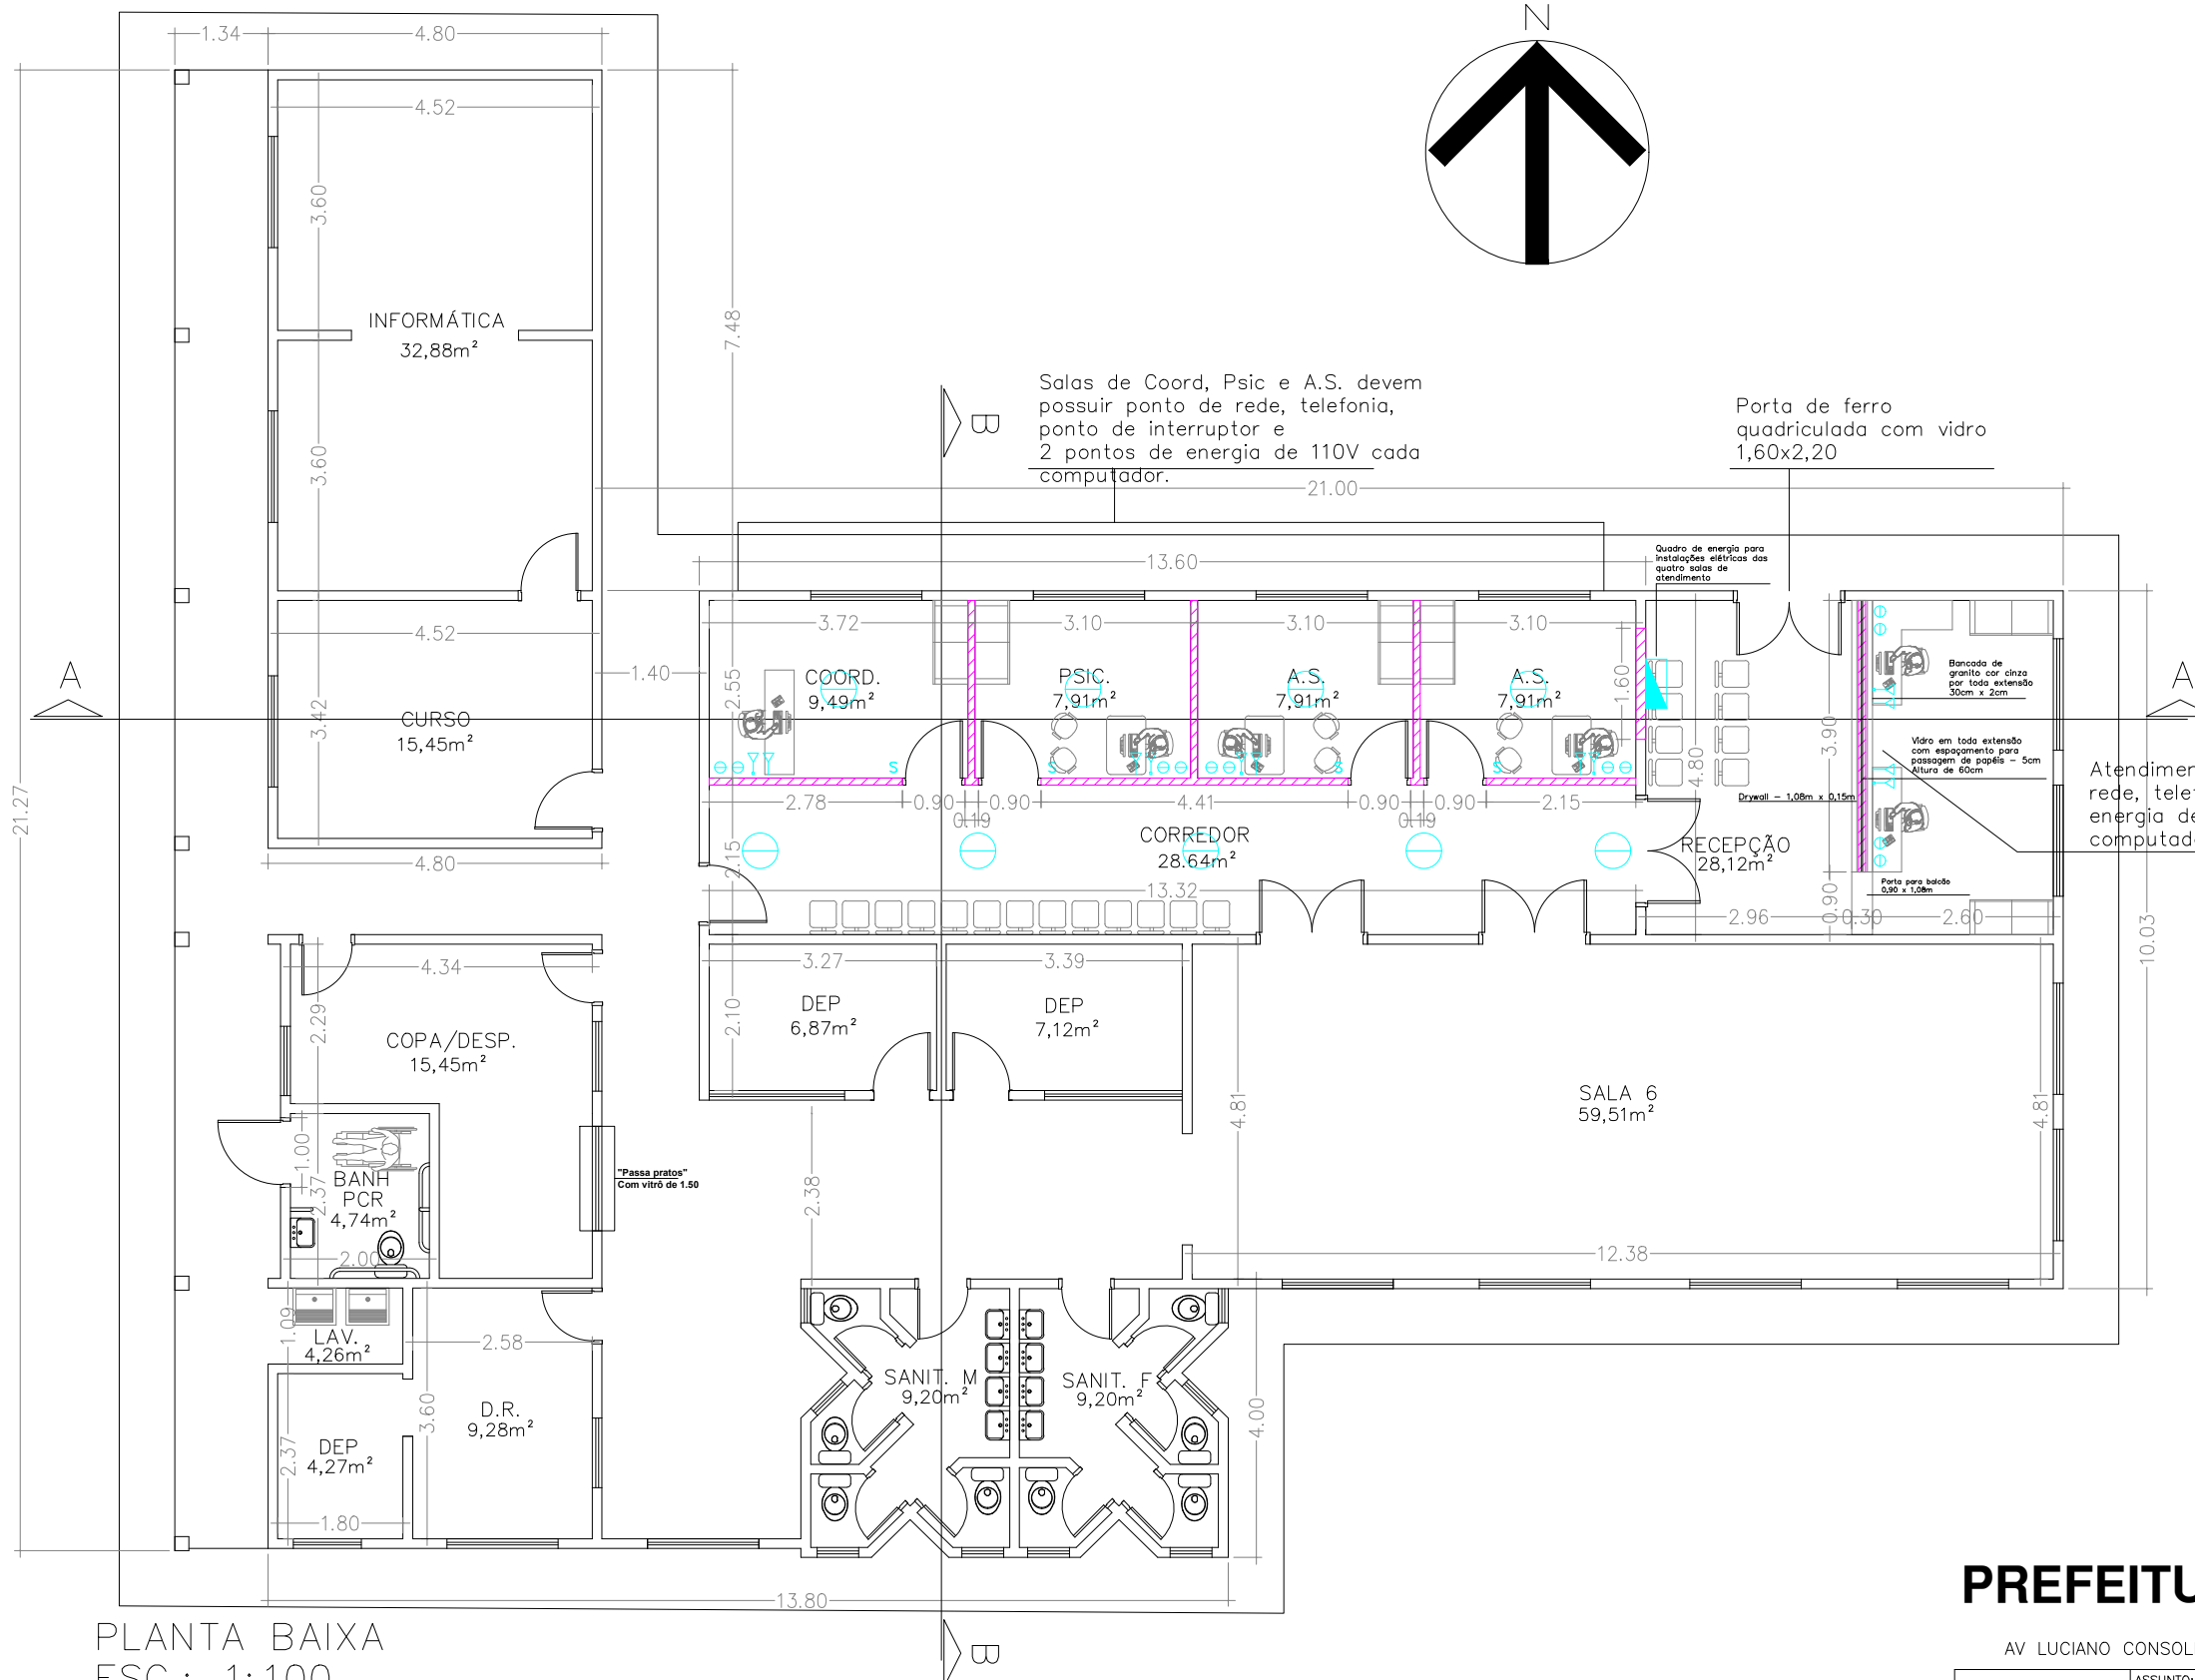 N
1.34
4.80
4.52
3.60
INFORMÁTICA
32,88m²
7.48
3.60
Salas de Coord, Psic e A.S. devem
possuir ponto de rede, telefonia,
ponto de interruptor e
2 pontos de energia de 110V cada
computador.
Porta de ferro
quadriculada com vidro
1,60x2,20
B
21.00
13.60
Quadro de energia para
instalações elétricas das
quatro salas de
atendimento
4.52
3.72
3.10
3.10
3.10
1.40
2.55
COORD.
9,49m²
PSIC.
7,91m²
A.S.
7,91m²
A.S.
7,91m²
1.60
Bancada de
granito cor cinza
por toda extensão
30cm x 2cm
A
A
3.42
CURSO
15,45m²
S
S
S
S
4.80
3.90
Vidro em toda extensão
com espaçamento para
passagem de papéis – 5cm
Altura de 60cm
Drywall – 1,08m x 0,15m
rede,
energia
21.27
2.78
0.90
0.19
0.90
4.41
0.90
0.19
0.90
2.15
4.80
2.15
CORREDOR
28.64m²
RECEPÇÃO
28,12m²
Porta para balcão
0,90 x 1,08m
13.32
2.96
0.90
0.30
2.60
10.03
4.34
3.27
3.39
2.29
COPA/DESP.
15,45m²
2.10
DEP
6,87m²
DEP
7,12m²
4.81
SALA 6
59,51m²
4.81
1.00
2.37
BANH
PCR
4,74m²
2.00
"Passa pratos"
Com vitrô de 1.50
2.38
12.38
1.09
LAV.
4,26m²
2.58
SANIT. M
9,20m²
SANIT. F
9,20m²
3.60
D.R.
9,28m²
4.00
2.37
DEP
4,27m²
1.80
13.80
B
PLANTA BAIXA
ESC.: 1:100
PREFEITU
AV LUCIANO CONSOL
ASSUNTO: